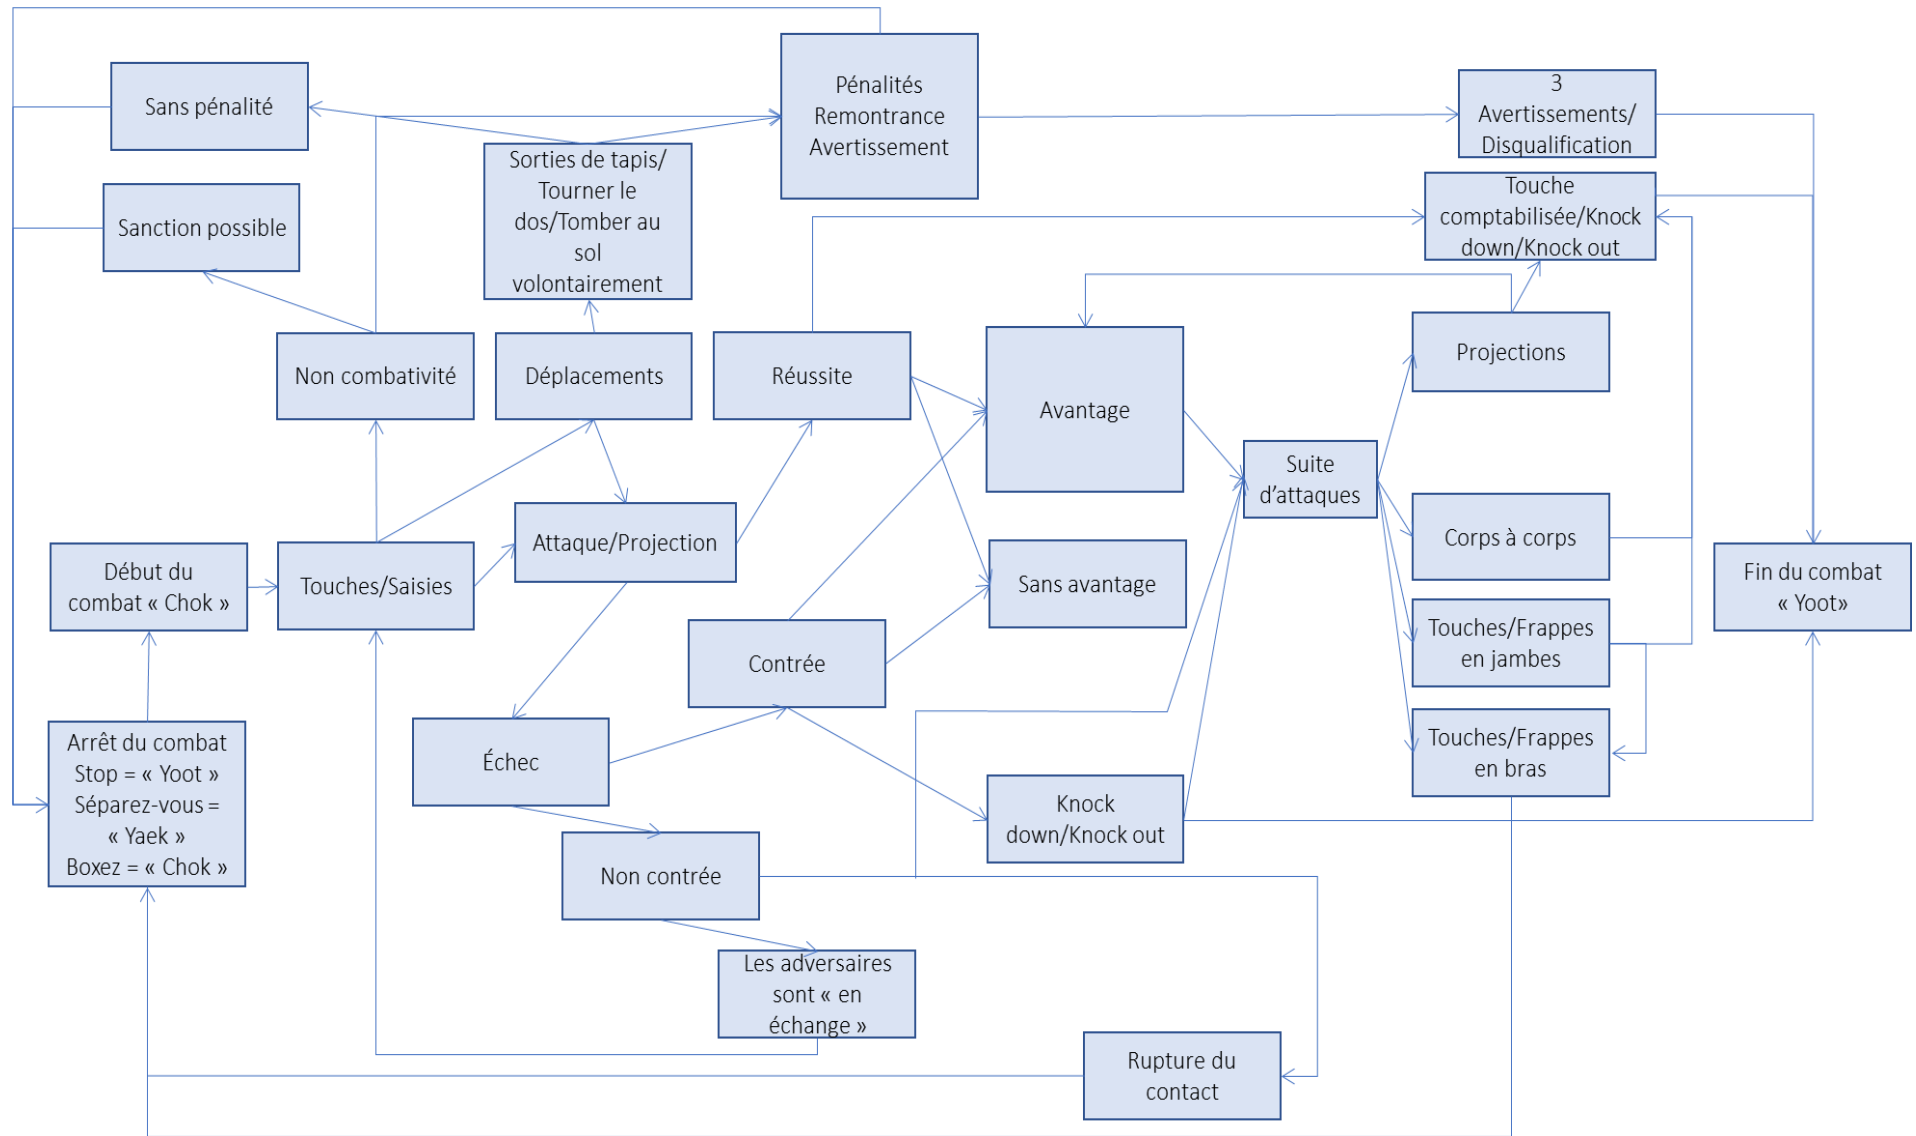 Pénalités
Remontrance
Avertissement
Sans pénalité
3
Avertissements/
Disqualification
Sorties de tapis/
Tourner le
dos/Tomber au
sol
volontairement
Touche
comptabilisée/Knock
down/Knock out
Sanction possible
Non combativité
Déplacements
Réussite
Avantage
Projections
Suite
d’attaques
Attaque/Projection
Corps à corps
Début du
combat « Chok »
Touches/Saisies
Sans avantage
Fin du combat
« Yoot»
Touches/Frappes
en jambes
Contrée
Arrêt du combat
Stop = « Yoot »
Séparez-vous =
« Yaek »
Boxez = « Chok »
Échec
Touches/Frappes
en bras
Knock
down/Knock out
Non contrée
Les adversaires
sont « en
échange »
Rupture du
contact